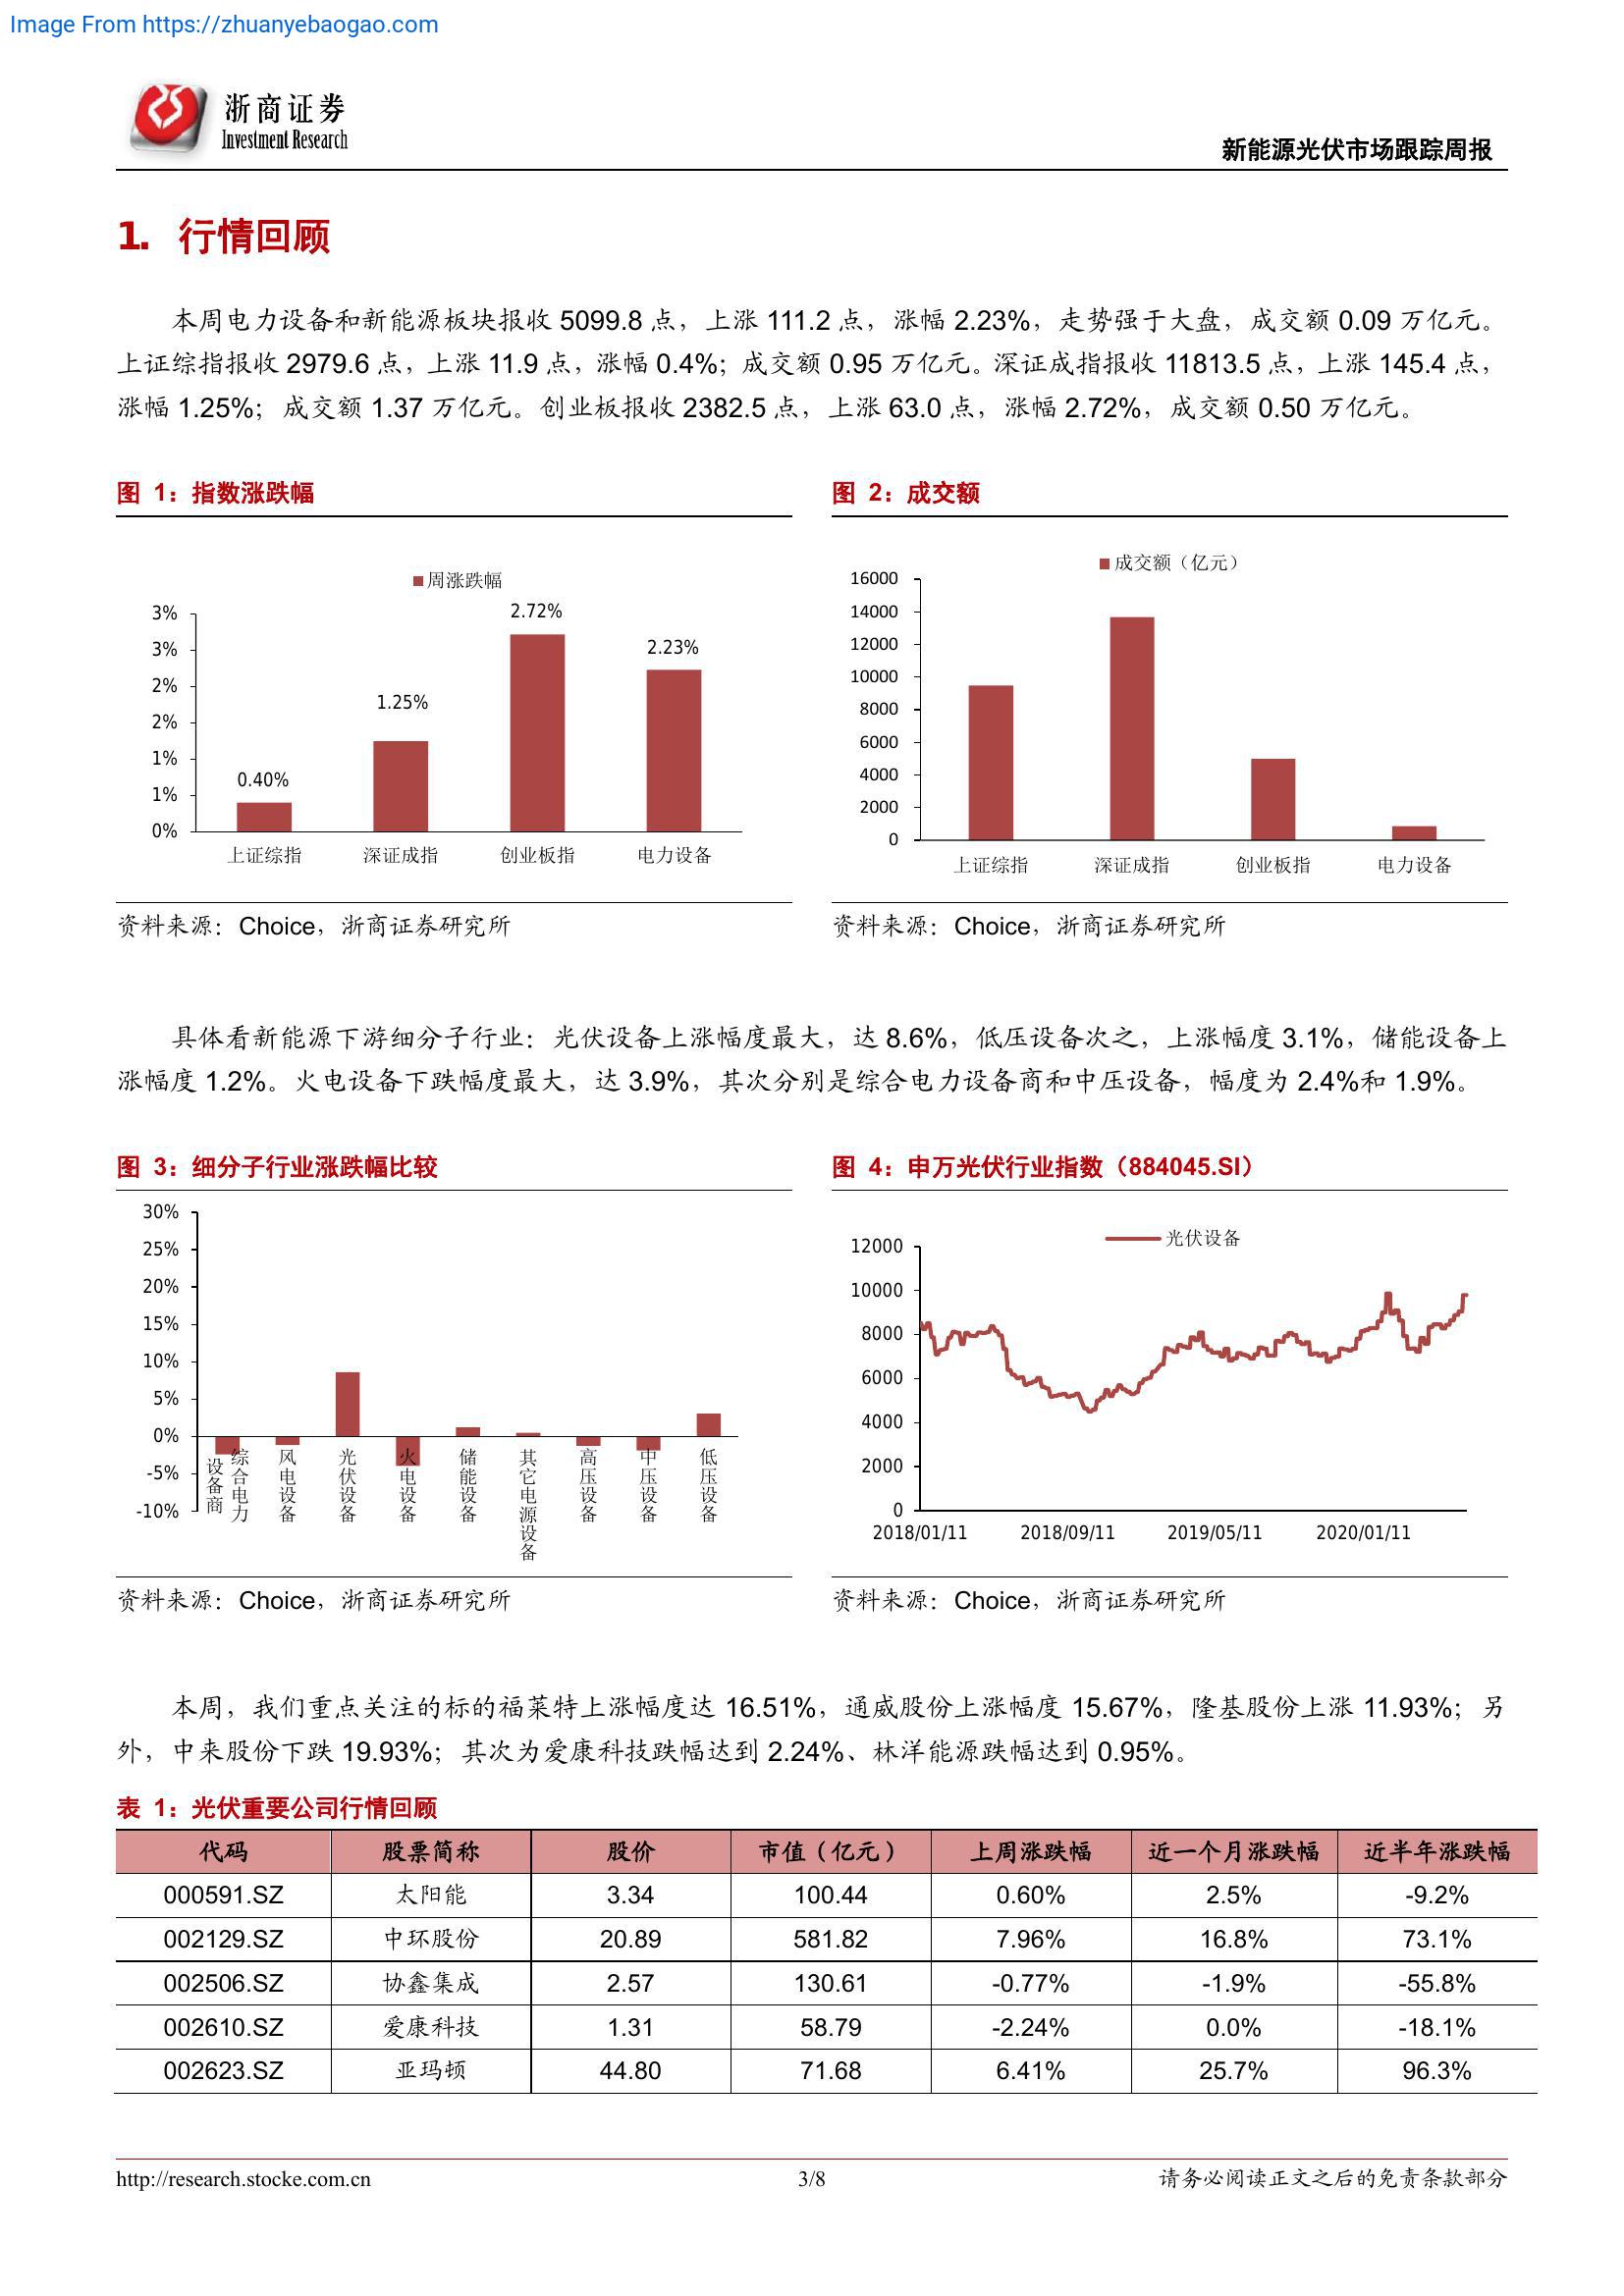 Image From https://zhuanyebaogao.com
浙商证券
Investment Research
新能源光伏市场跟踪周报
1. 行情回顾
本周电力设备和新能源板块报收 5099.8 点，上涨 111.2 点，涨幅 2.23%，走势强于大盘，成交额 0.09 万亿元。
上证综指报收 2979.6 点，上涨 11.9 点，涨幅 0.4%；成交额 0.95 万亿元。深证成指报收 11813.5 点，上涨 145.4 点，
涨幅 1.25%；成交额 1.37 万亿元。创业板报收 2382.5 点，上涨 63.0 点，涨幅 2.72%，成交额 0.50 万亿元。
图 1：指数涨跌幅
周涨跌幅
3%
3%
2%
2%
1%
1%
0%
0.40%
1.25%
2.72%
2.23%
上证综指 深证成指 创业板指 电力设备
资料来源：Choice，浙商证券研究所
图 2：成交额
成交额（亿元）
16000
14000
12000
10000
8000
6000
4000
2000
0
上证综指 深证成指 创业板指 电力设备
资料来源：Choice，浙商证券研究所
具体看新能源下游细分子行业：光伏设备上涨幅度最大，达 8.6%，低压设备次之，上涨幅度 3.1%，储能设备上
涨幅度 1.2%。火电设备下跌幅度最大，达 3.9%，其次分别是综合电力设备商和中压设备，幅度为 2.4%和 1.9%。
图 3：细分子行业涨跌幅比较
30%
25%
20%
15%
10%
5%
0%
-5%
-10%
综合电力设备商
风电设备
光伏设备
火电设备
储能设备
其它电源设备
高压设备
中压设备
低压设备
资料来源：Choice，浙商证券研究所
图 4：申万光伏行业指数（884045.SI）
光伏设备
12000
10000
8000
6000
4000
2000
0
2018/01/11 2018/09/11 2019/05/11 2020/01/11
资料来源：Choice，浙商证券研究所
本周，我们重点关注的标的福莱特上涨幅度达 16.51%，通威股份上涨幅度 15.67%，隆基股份上涨 11.93%；另
外，中来股份下跌 19.93%；其次为爱康科技跌幅达到 2.24%、林洋能源跌幅达到 0.95%。
表 1：光伏重要公司行情回顾
代码 股票简称 股价 市值（亿元） 上周涨跌幅 近一个月涨跌幅 近半年涨跌幅
000591.SZ 太阳能 3.34 100.44 0.60% 2.5% -9.2%
002129.SZ 中环股份 20.89 581.82 7.96% 16.8% 73.1%
002506.SZ 协鑫集成 2.57 130.61 -0.77% -1.9% -55.8%
002610.SZ 爱康科技 1.31 58.79 -2.24% 0.0% -18.1%
002623.SZ 亚玛顿 44.80 71.68 6.41% 25.7% 96.3%
http://research.stocke.com.cn 3/8 请务必阅读正文之后的免责条款部分